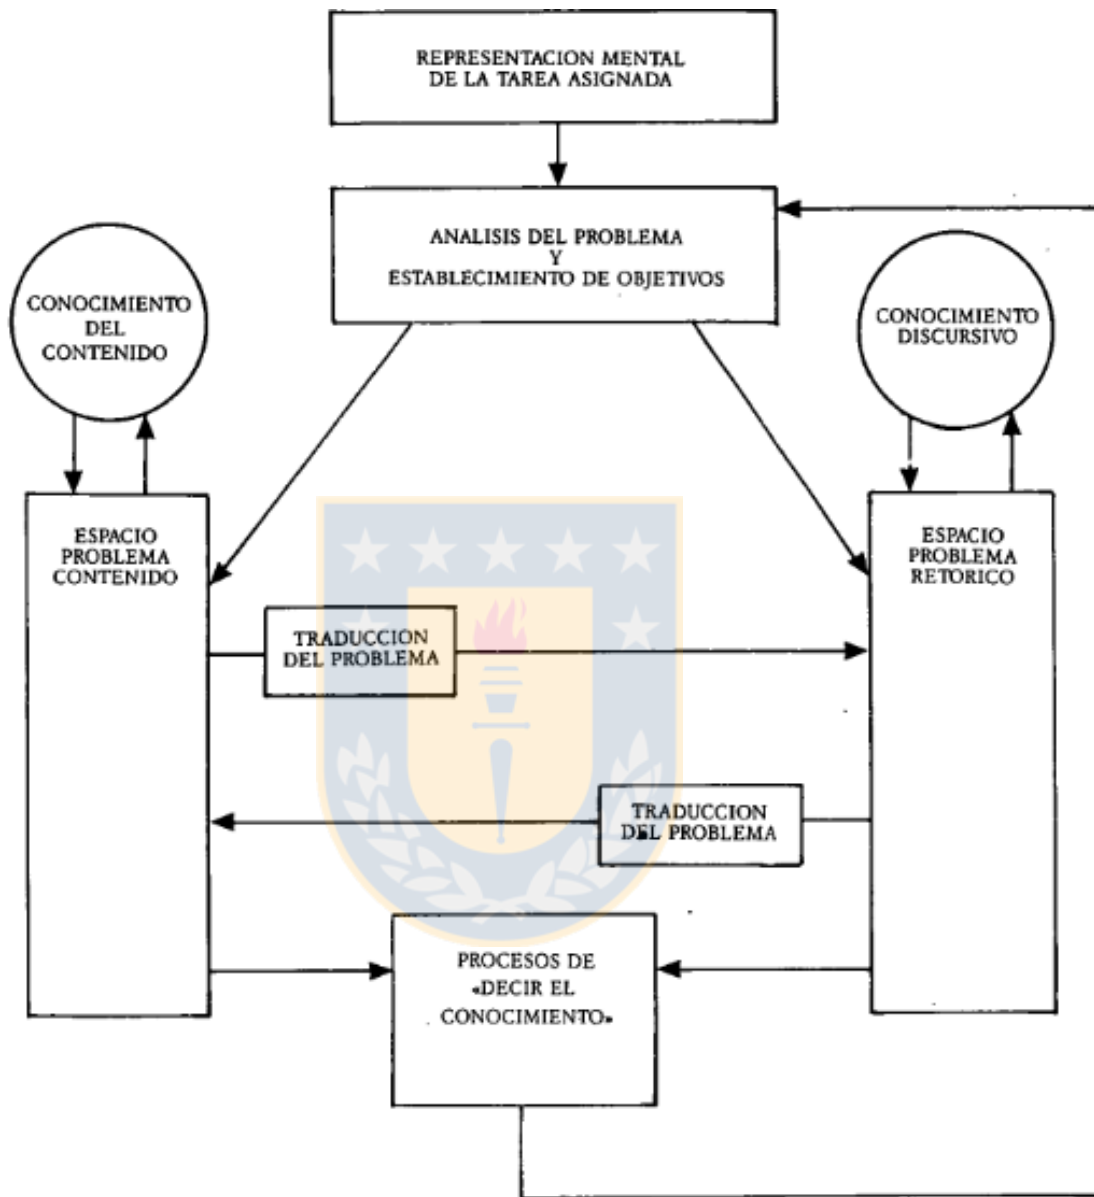 REPRESENTACION MENTAL
DE LA TAREA ASIGNADA
ANALISIS DEL PROBLEMA
Y
ESTABLECIMIENTO DE OBJETIVOS
CONOCIMIENTO
DEL
CONTENIDO
CONOCIMIENTO
DISCURSIVO
ESPACIO
PROBLEMA
CONTENIDO
ESPACIO
PROBLEMA
RETORICO
TRADUCCION
DEL PROBLEMA
TRADUCCION
DEL PROBLEMA
PROCESOS DE
«DECIR EL
CONOCIMIENTO»